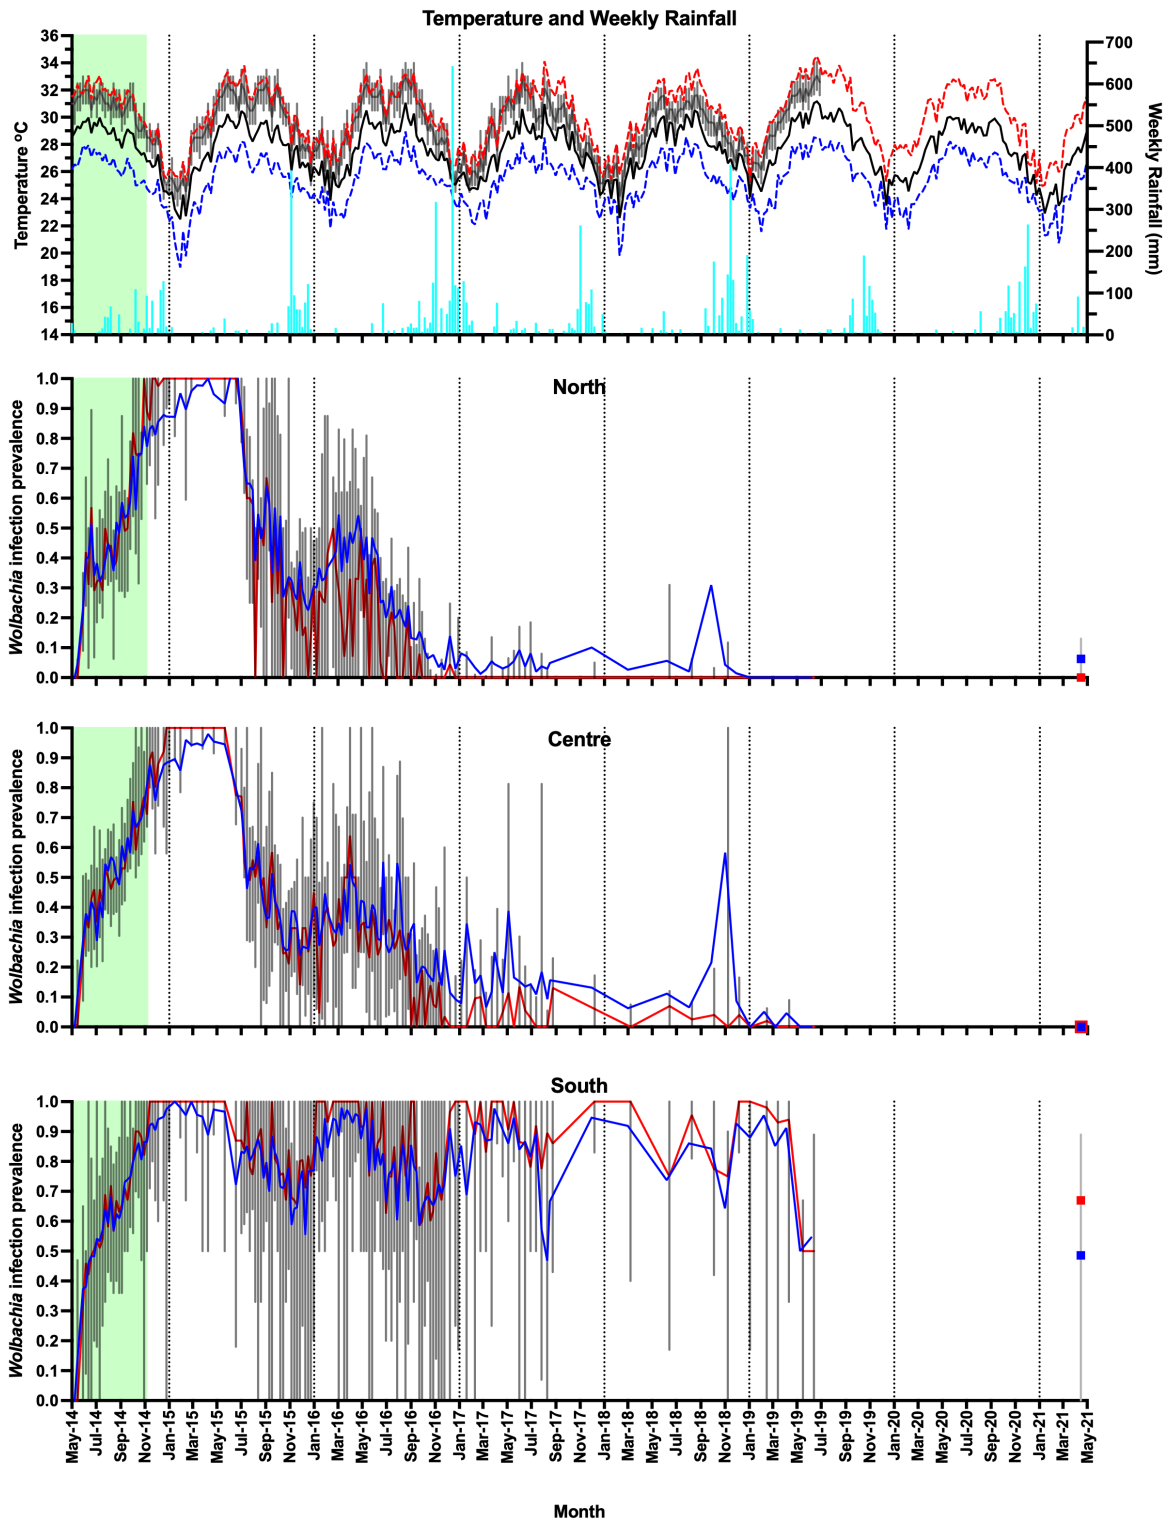 Temperature and Weekly Rainfall
36
34
32
30
28
26
24
22
20
18
16
14
Temperature ºC
700
600
500
400
300
200
100
0
Weekly Rainfall (mm)
North
1.0
0.9
0.8
0.7
0.6
0.5
0.4
0.3
0.2
0.1
0.0
Wolbachia infection prevalence
Centre
1.0
0.9
0.8
0.7
0.6
0.5
0.4
0.3
0.2
0.1
0.0
Wolbachia infection prevalence
South
1.0
0.9
0.8
0.7
0.6
0.5
0.4
0.3
0.2
0.1
0.0
Wolbachia infection prevalence
May-14
Jul-14
Sep-14
Nov-14
Jan-15
Mar-15
May-15
Jul-15
Sep-15
Nov-15
Jan-16
Mar-16
May-16
Jul-16
Sep-16
Nov-16
Jan-17
Mar-17
May-17
Jul-17
Sep-17
Nov-17
Jan-18
Mar-18
May-18
Jul-18
Sep-18
Nov-18
Jan-19
Mar-19
May-19
Jul-19
Sep-19
Nov-19
Jan-20
Mar-20
May-20
Jul-20
Sep-20
Nov-20
Jan-21
Mar-21
May-21
Month